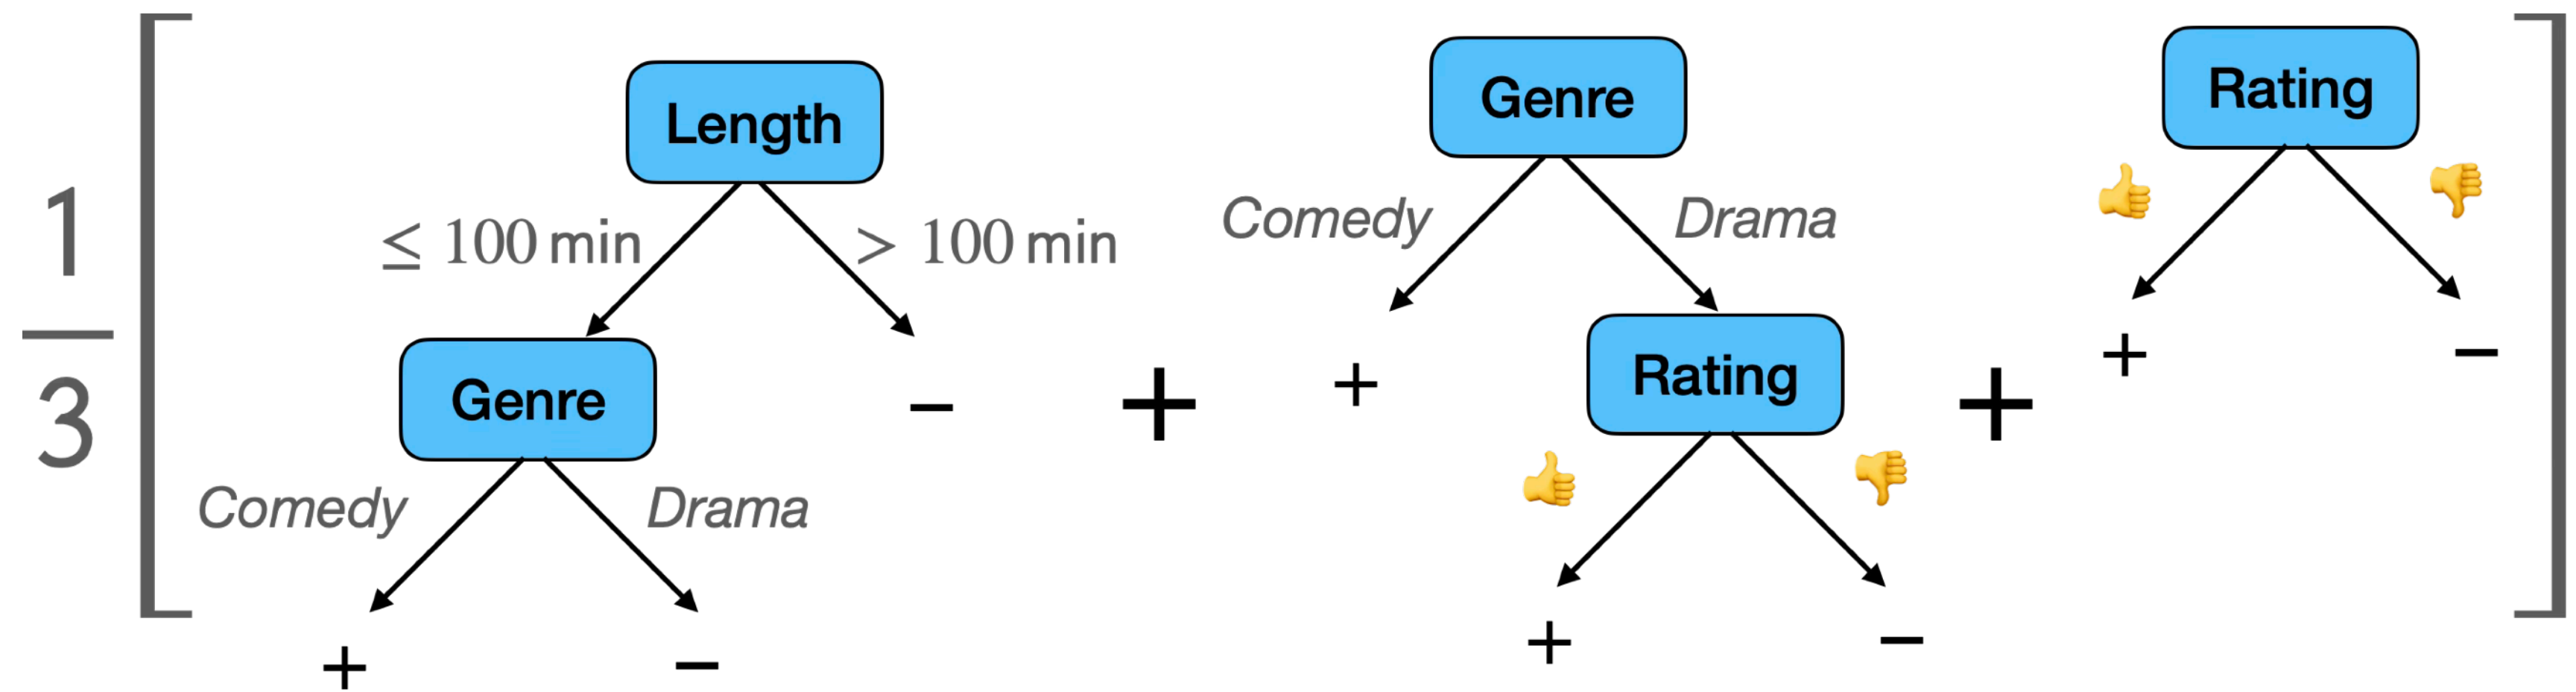 1
3
Length
≤ 100 min
> 100 min
Genre
−
Comedy
Drama
+
−
+
Genre
Comedy
Drama
+
Rating
👍
👎
+
−
+
Rating
👍
👎
+
−